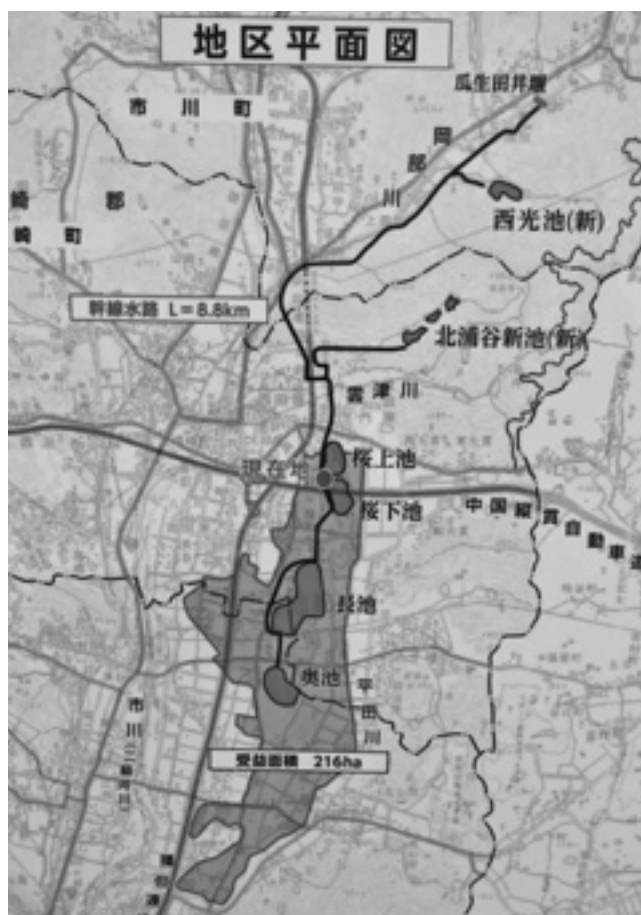 地区平面図
瓜生田井堰
市川町
岡部川
郡
崎町
西光池(新)
幹線水路 L=8.8km
北浦谷新池(新)
雲津川
桜上池
現在地
桜下池
中国縦貫自動車道
長池
奥池
平田川
市川
受益面積 216ha